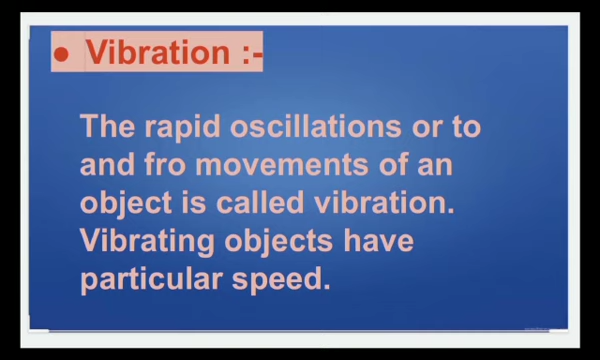 ● Vibration :-
The rapid oscillations or to
and fro movements of an
object is called vibration.
Vibrating objects have
particular speed.